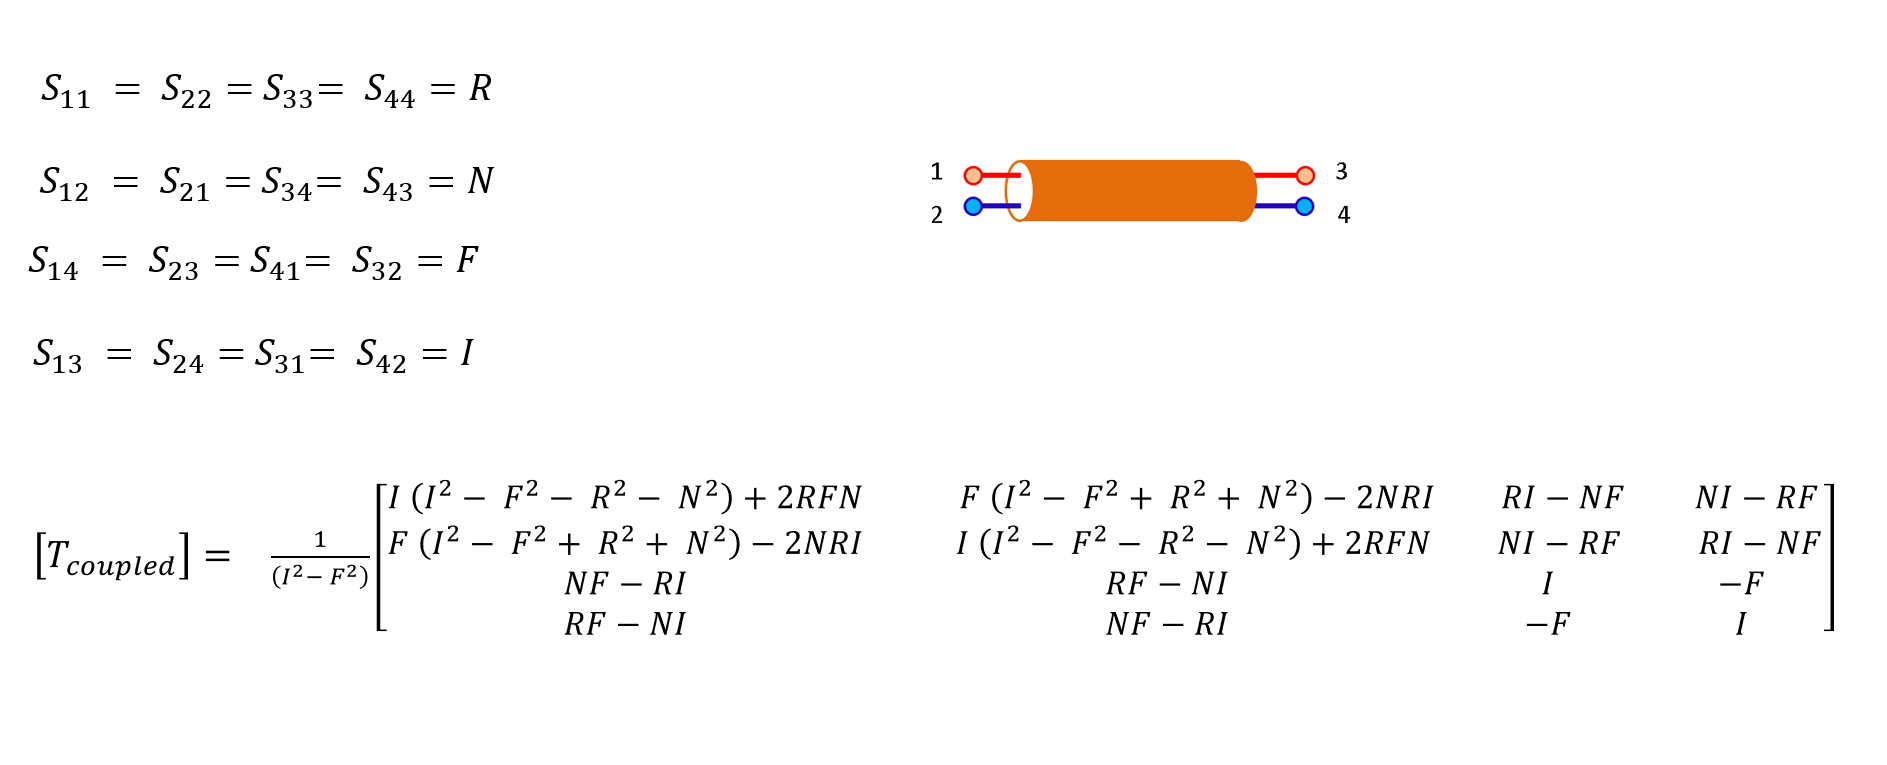 S₁₁ = S₂₂ = S₃₃ = S₄₄ = R
1
3
2
4
S₁₂ = S₂₁ = S₃₄ = S₄₃ = N
S₁₄ = S₂₃ = S₄₁ = S₃₂ = F
S₁₃ = S₂₄ = S₃₁ = S₄₂ = I
[T_coupled] = 1/(I² − F²)
I (I² − F² − R² − N²) + 2RFN F (I² − F² + R² + N²) − 2NRI RI − NF NI − RF
F (I² − F² + R² + N²) − 2NRI I (I² − F² − R² − N²) + 2RFN NI − RF RI − NF
NF − RI RF − NI I −F
RF − NI NF − RI −F I